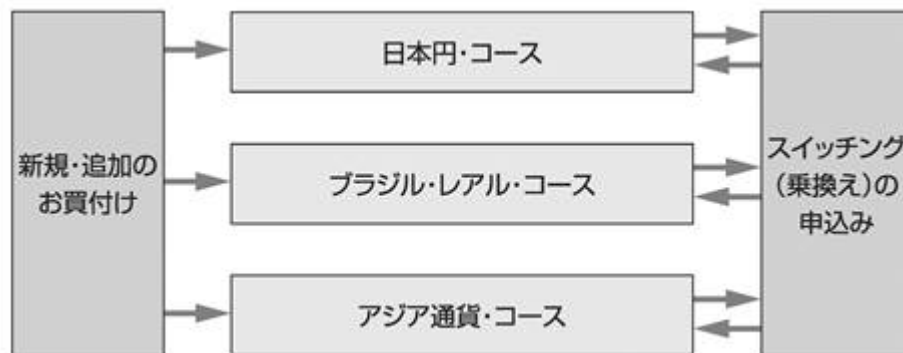 新規・追加の
お買付け
日本円・コース
ブラジル・レアル・コース
アジア通貨・コース
スイッチング
(乗換え)の
申込み